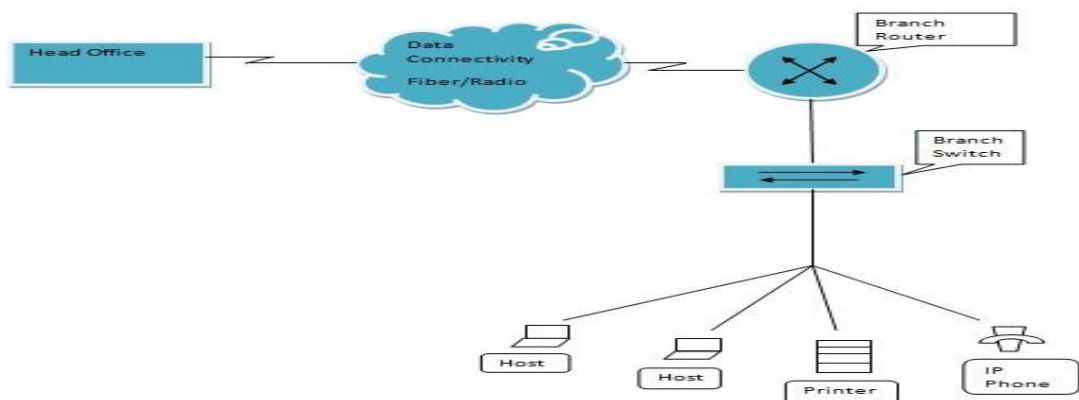 Head Office
Data
Connectivity
Fiber/Radio
Branch
Router
Branch
Switch
Host
Host
Printer
IP
Phone